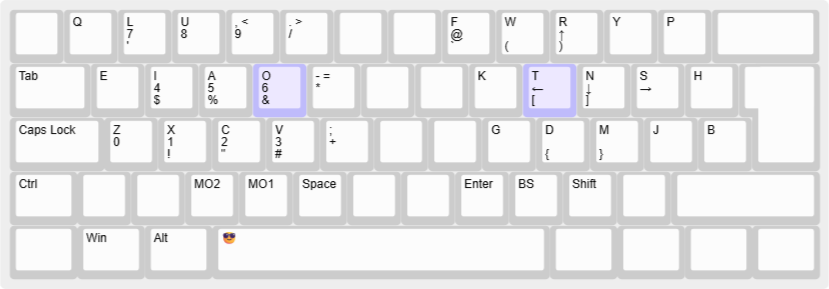 Q L U , < . > F W R Y P
7 8 9 / @ ↑
' ` ( )
Tab E I A O - = K T N S H
4 5 6 * ← ↓ →
$ % & [ ]
Caps Lock Z X C V ; G D M J B
0 1 2 3 +
! " # { }
Ctrl MO2 MO1 Space Enter BS Shift
Win Alt 😎